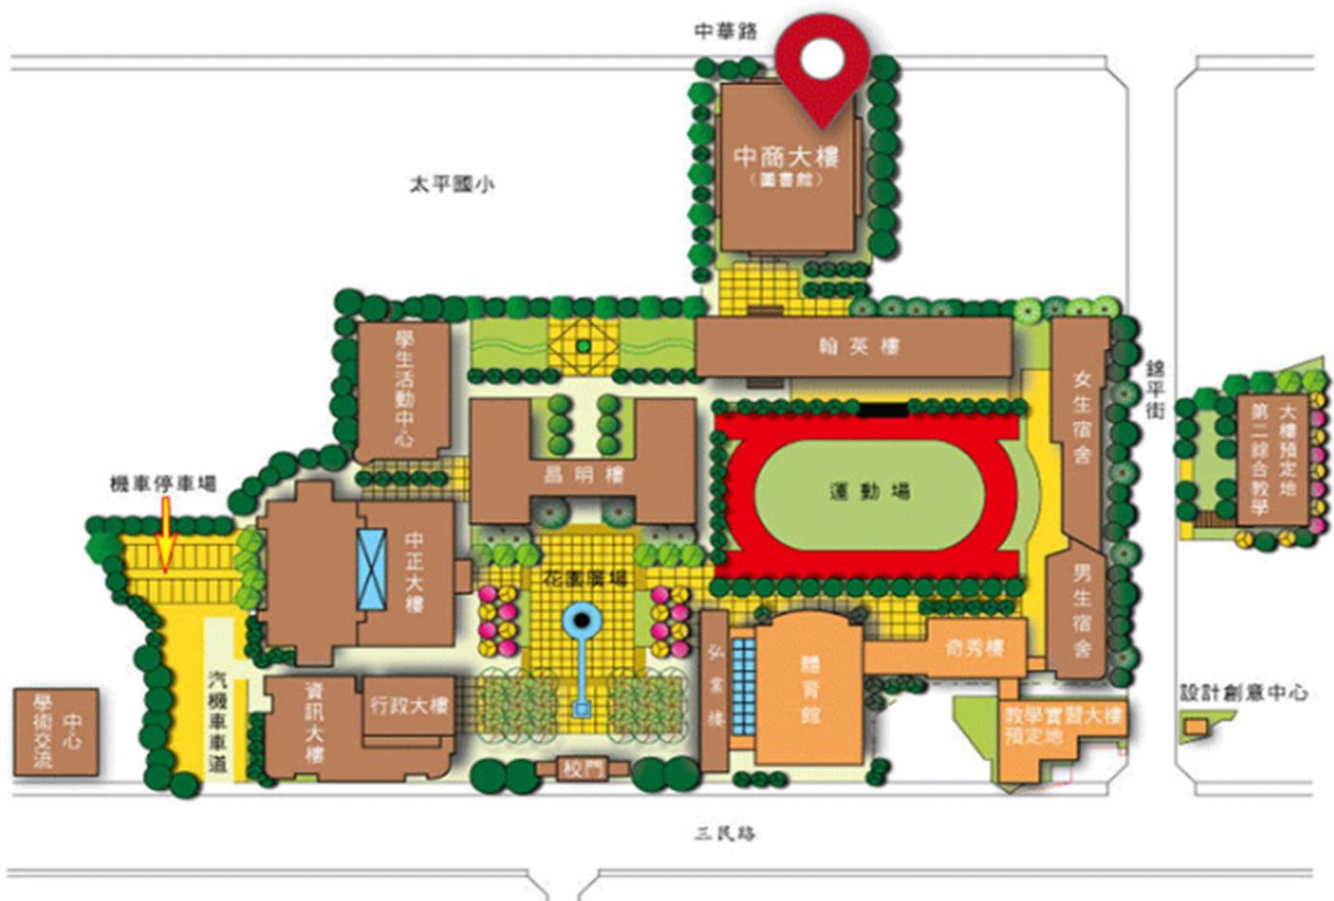 中華路
中商大樓
（圖書館）
太平國小
學生活動中心
翰英樓
女生宿舍
錦平街
大樓預定地
第二綜合教學
昌明樓
運動場
機車停車場
中正大樓
花園廣場
男生宿舍
弘業樓
體育館
奇秀樓
汽機車車道
資訊大樓
行政大樓
教學實習大樓
預定地
設計創意中心
中心
學術交流
校門
三民路